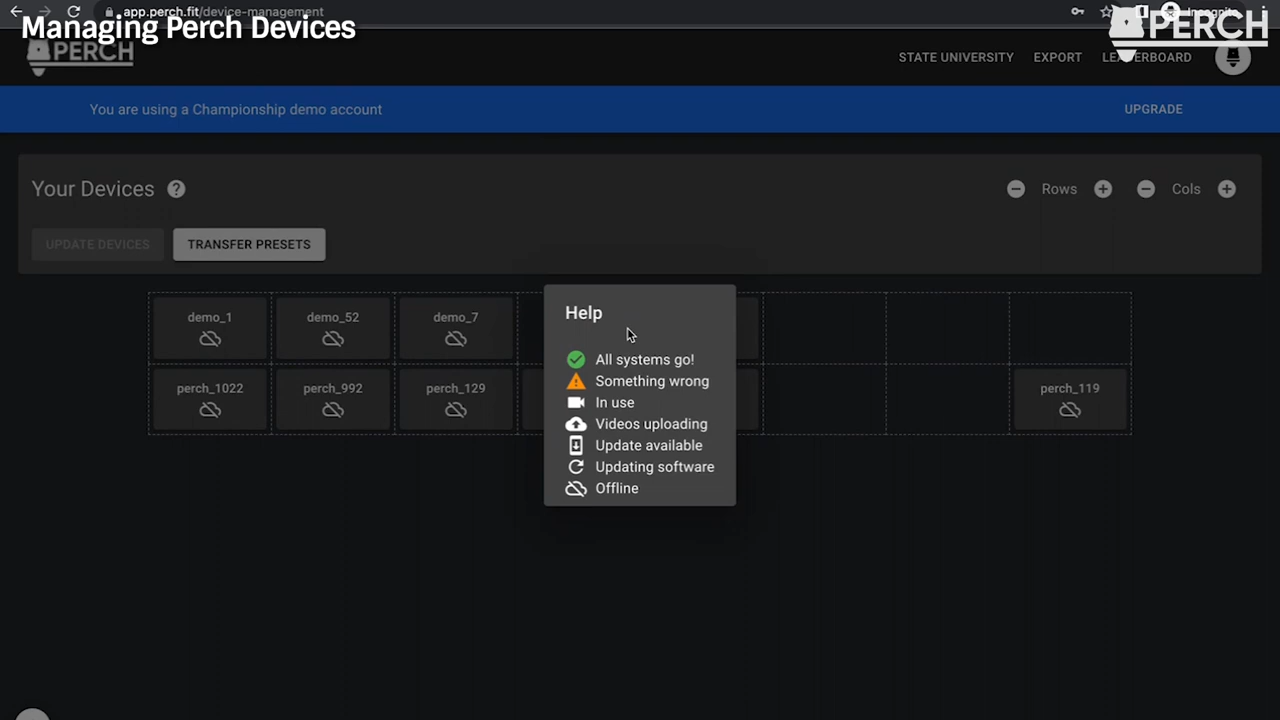 app.perch.fit/device-management
Managing Perch Devices
PERCH
PERCH
STATE UNIVERSITY
EXPORT
LEADERBOARD
You are using a Championship demo account
UPGRADE
Your Devices
Rows
Cols
UPDATE DEVICES
TRANSFER PRESETS
demo_1
demo_52
demo_7
Help
All systems go!
Something wrong
In use
Videos uploading
Update available
Updating software
Offline
perch_1022
perch_992
perch_129
perch_119